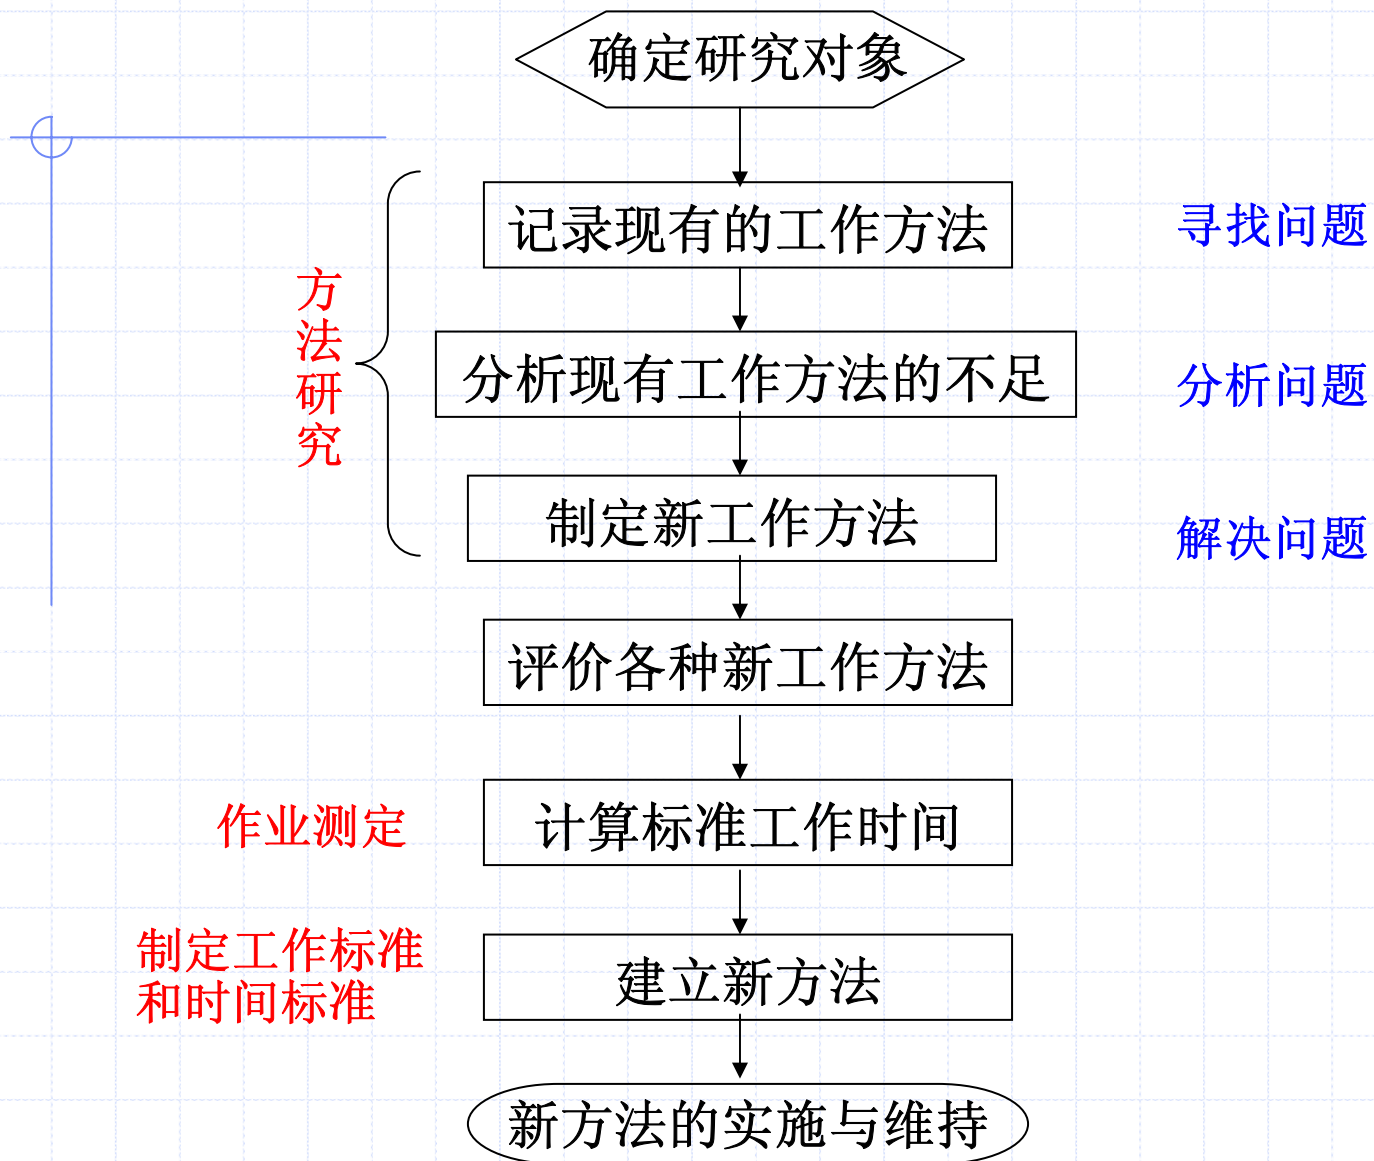 确定研究对象
记录现有的工作方法
寻找问题
方
法
研
究
分析现有工作方法的不足
分析问题
制定新工作方法
解决问题
评价各种新工作方法
作业测定
计算标准工作时间
制定工作标准
和时间标准
建立新方法
新方法的实施与维持